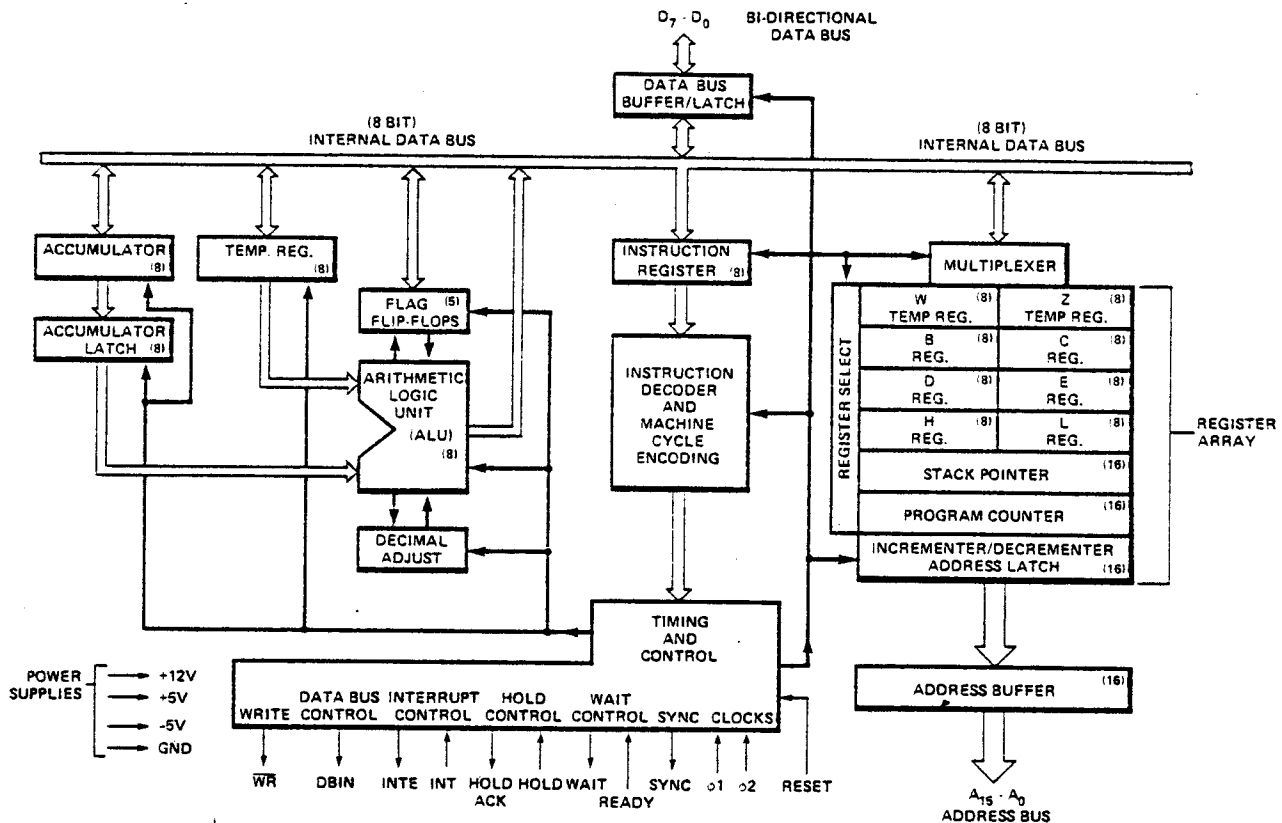 D7 - D0 BI-DIRECTIONAL
DATA BUS
DATA BUS
BUFFER/LATCH
(8 BIT)
INTERNAL DATA BUS
(8 BIT)
INTERNAL DATA BUS
ACCUMULATOR
(8)
TEMP. REG.
(8)
INSTRUCTION
REGISTER (8)
MULTIPLEXER
ACCUMULATOR
LATCH (8)
FLAG (5)
FLIP-FLOPS
ARITHMETIC
LOGIC
UNIT
(ALU)
(8)
DECIMAL
ADJUST
INSTRUCTION
DECODER
AND
MACHINE
CYCLE
ENCODING
REGISTER SELECT
W (8)
TEMP REG.
Z (8)
TEMP REG.
B (8)
REG.
C (8)
REG.
D (8)
REG.
E (8)
REG.
H (8)
REG.
L (8)
REG.
STACK POINTER (16)
PROGRAM COUNTER (16)
INCREMENTER/DECREMENTER
ADDRESS LATCH (16)
REGISTER
ARRAY
TIMING
AND
CONTROL
WRITE
DATA BUS
CONTROL
INTERRUPT
CONTROL
HOLD
CONTROL
WAIT
CONTROL
SYNC
CLOCKS
POWER
SUPPLIES
+12V
+5V
-5V
GND
WR
DBIN
INTE
INT
HOLD
ACK
HOLD
WAIT
READY
SYNC
ϕ1
ϕ2
RESET
ADDRESS BUFFER (16)
A15 - A0
ADDRESS BUS